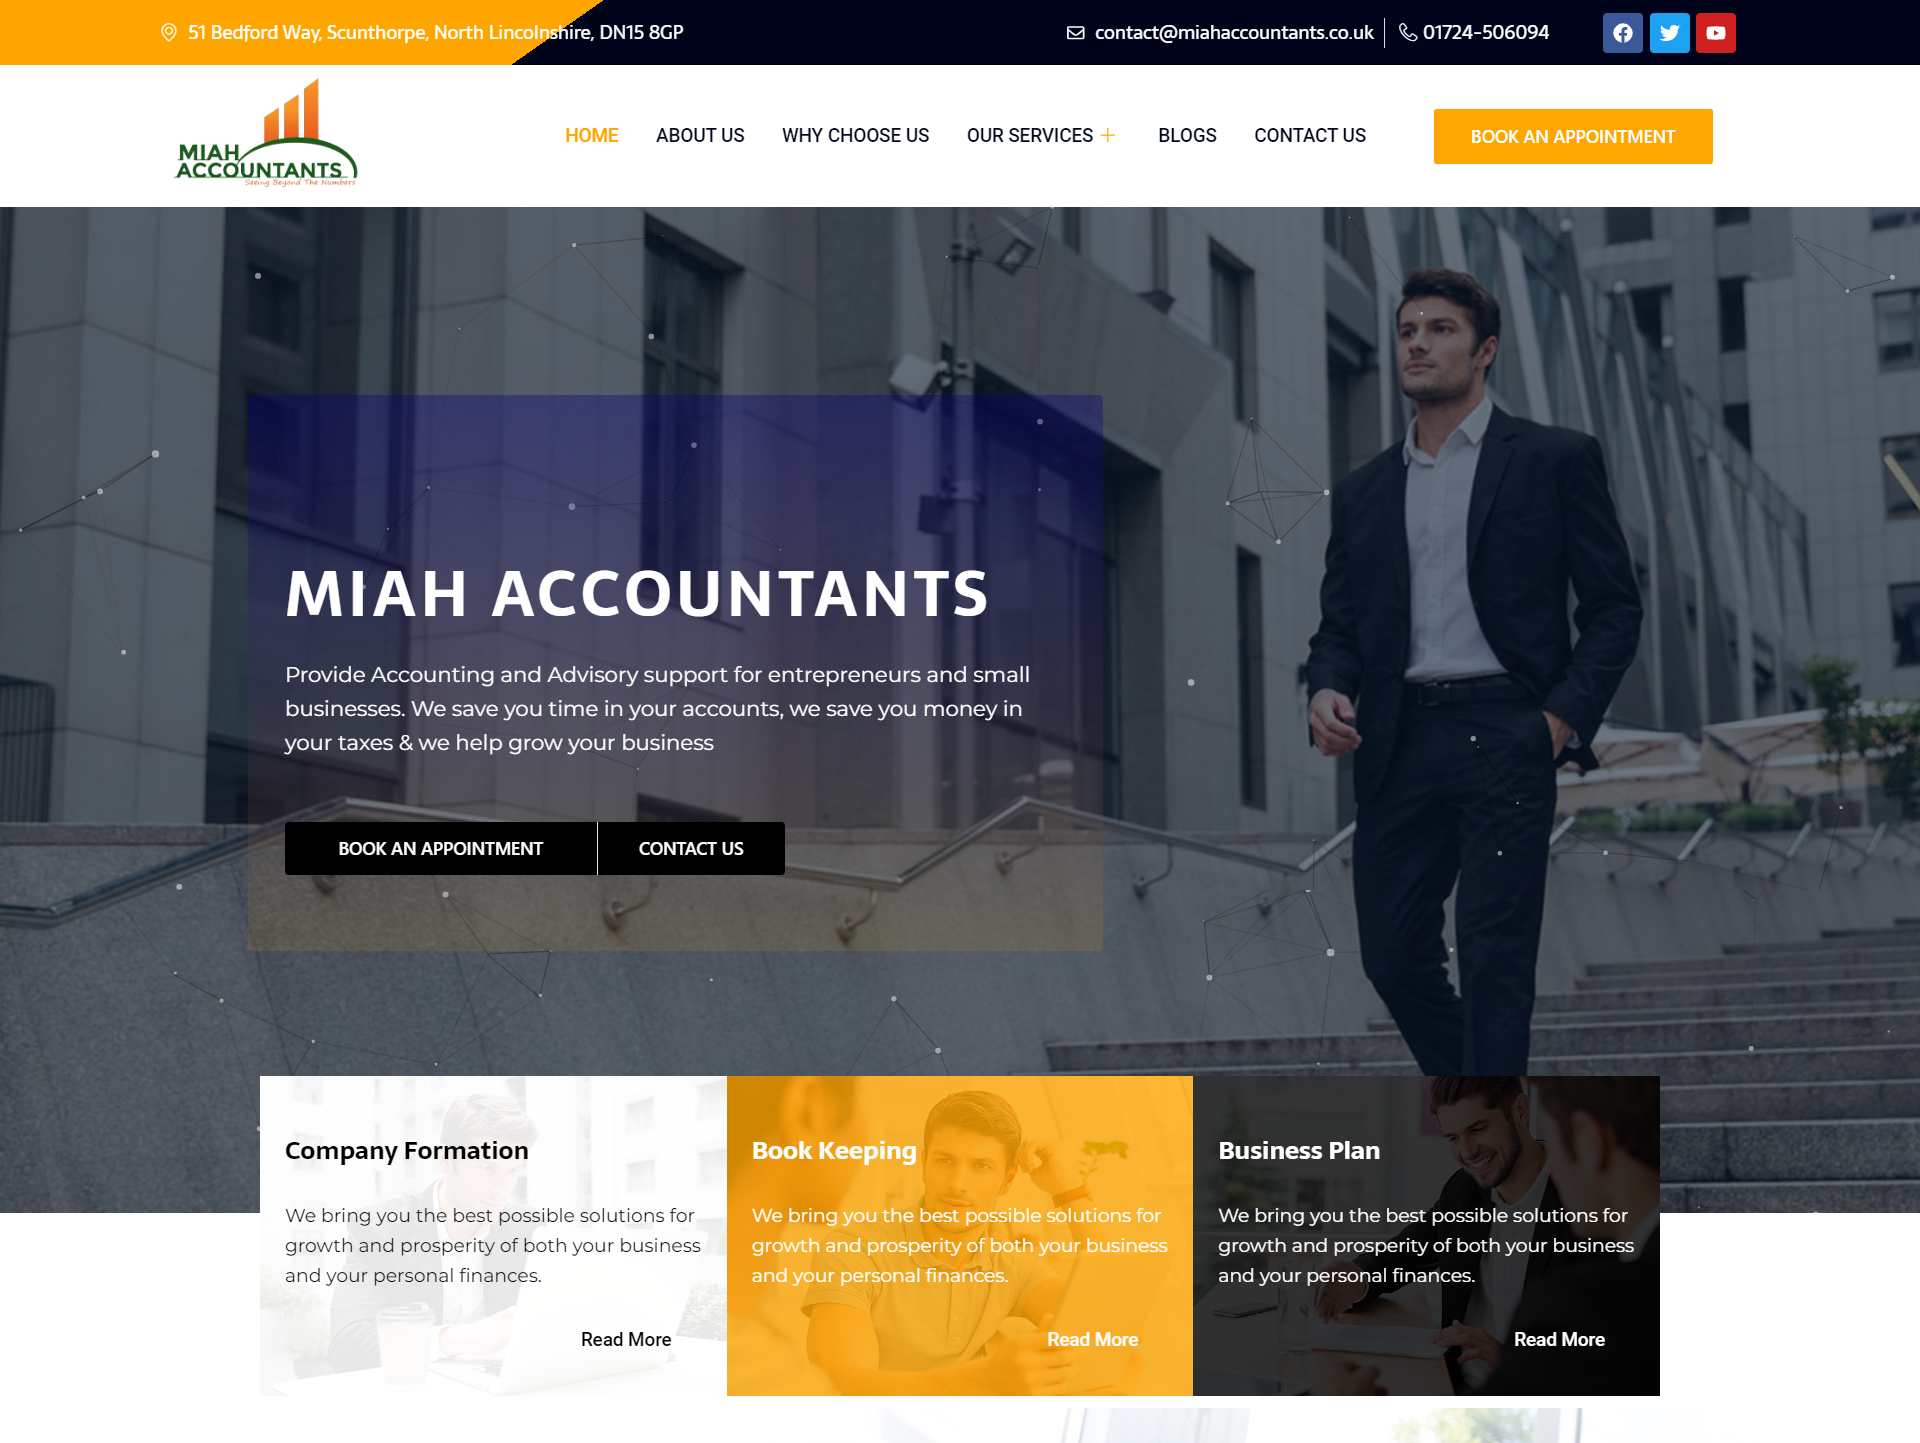 51 Bedford Way, Scunthorpe, North Lincolnshire, DN15 8GP
contact@miahaccountants.co.uk
01724-506094
MIAH
ACCOUNTANTS
Seeing Beyond The Numbers
HOME
ABOUT US
WHY CHOOSE US
OUR SERVICES
BLOGS
CONTACT US
BOOK AN APPOINTMENT
MIAH ACCOUNTANTS
Provide Accounting and Advisory support for entrepreneurs and small
businesses. We save you time in your accounts, we save you money in
your taxes & we help grow your business
BOOK AN APPOINTMENT
CONTACT US
Company Formation
We bring you the best possible solutions for
growth and prosperity of both your business
and your personal finances.
Read More
Book Keeping
We bring you the best possible solutions for
growth and prosperity of both your business
and your personal finances.
Read More
Business Plan
We bring you the best possible solutions for
growth and prosperity of both your business
and your personal finances.
Read More